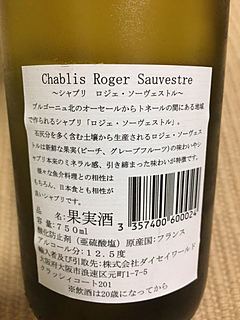 Chablis Roger Sauvestre
～シャブリ　ロジェ・ソーヴェストル～
ブルゴーニュ北のオーセールからトネールの間にある地域
で作られるシャブリ「ロジェ・ソーヴェストル」。
石灰分を多く含む土壌から生産されるロジェ・ソーヴェス
トルは新鮮な果実(ピーチ、グレープフルーツ)の味わいやシャ
ブリ本来のミネラル感、引き締まった味わいが特徴です。
様々な魚介料理との相性は
もちろん、日本食とも相性が
良いシャブリです。
品名:果実酒
容量:750ml
酸化防止剤(亜硫酸塩) 原産国:フランス
アルコール分:12.5度
輸入者及び引取先:株式会社ダイセイワールド
大阪府大阪市浪速区元町1-7-5
クラッシィコート201
※飲酒は20歳になってから
3 357400 600024